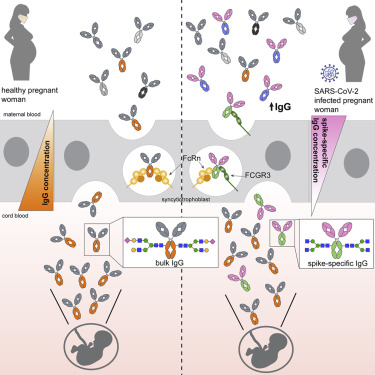 healthy pregnant
woman
SARS-CoV-2
infected pregnant
woman
IgG
maternal blood
IgG concentration
FcRn
FCGR3
spike-specific
IgG concentration
syncytiotrophoblast
cord blood
bulk IgG
spike-specific IgG